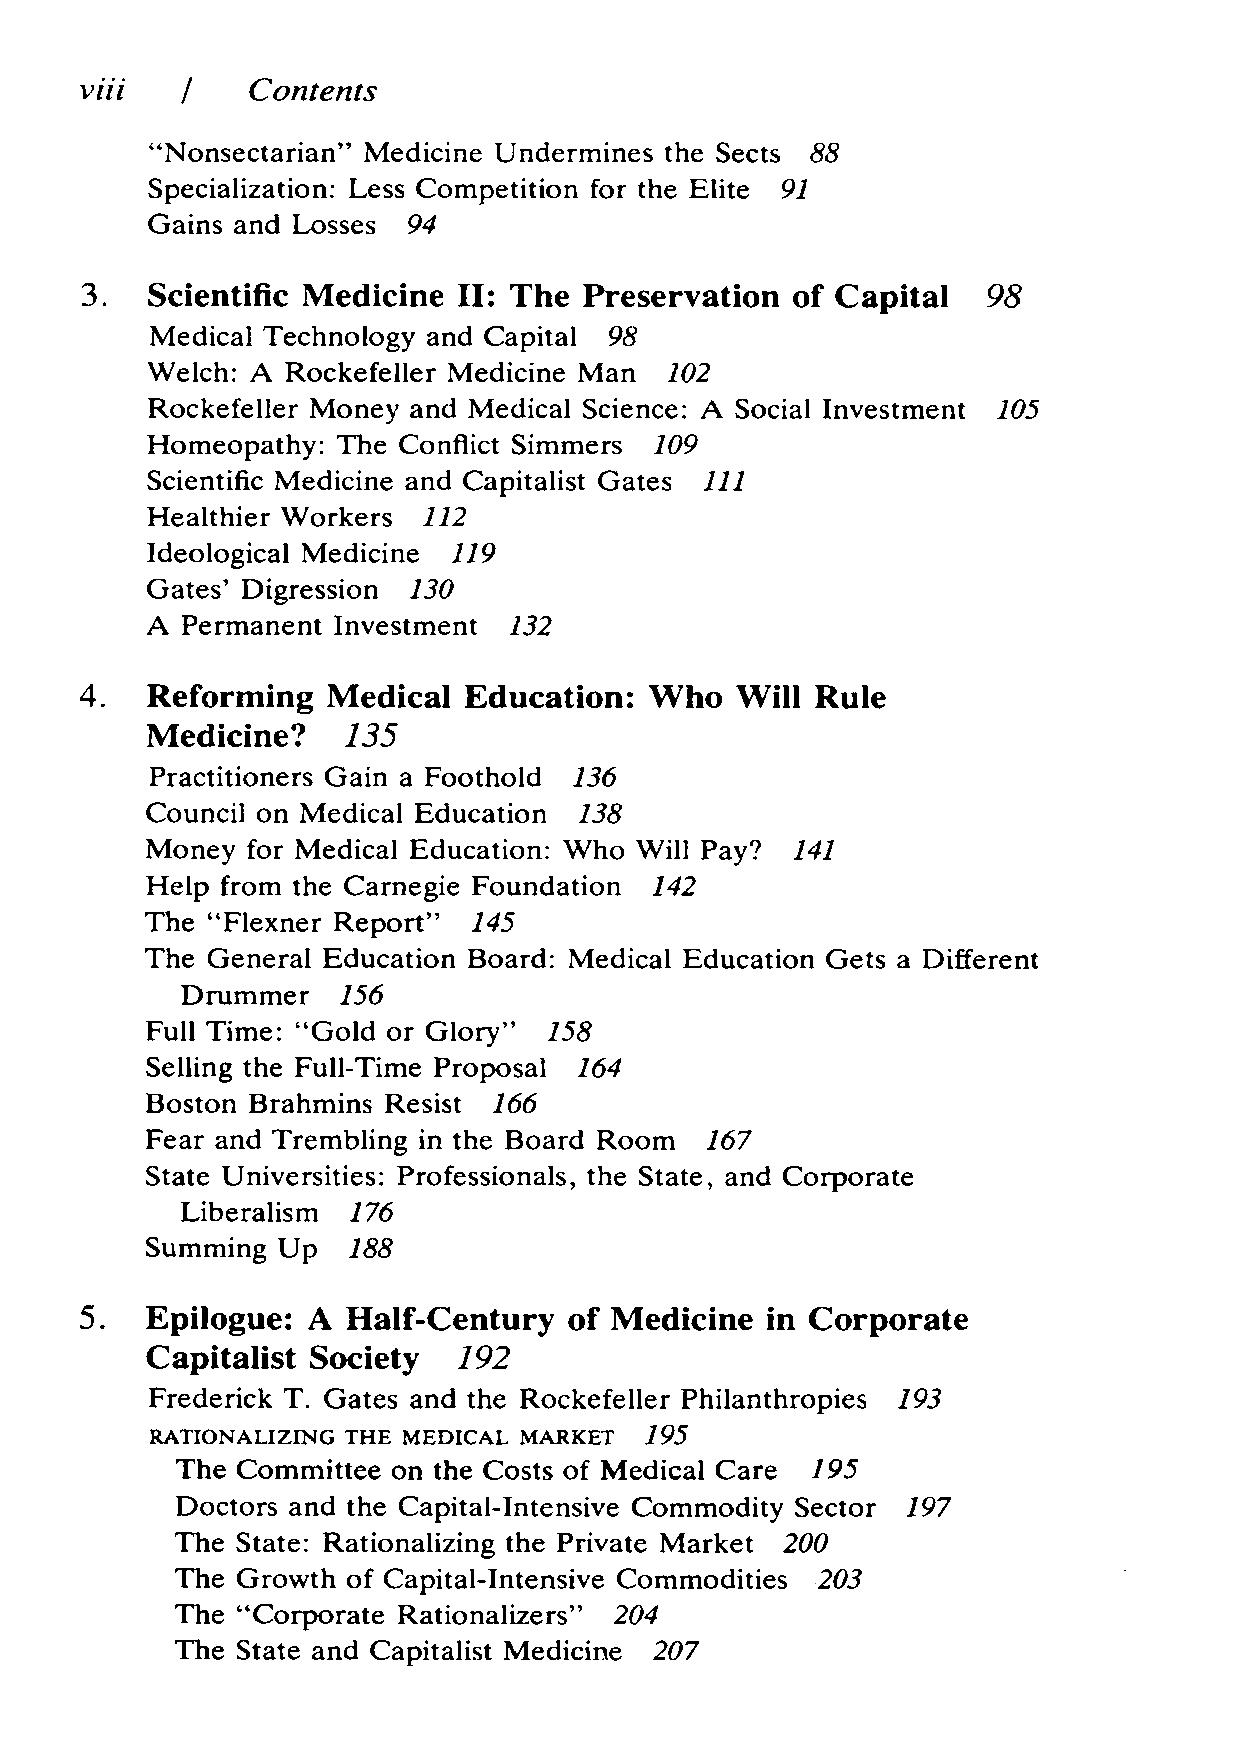 viii / Contents
“Nonsectarian” Medicine Undermines the Sects 88
Specialization: Less Competition for the Elite 91
Gains and Losses 94
3. Scientific Medicine II: The Preservation of Capital 98
Medical Technology and Capital 98
Welch: A Rockefeller Medicine Man 102
Rockefeller Money and Medical Science: A Social Investment 105
Homeopathy: The Conflict Simmers 109
Scientific Medicine and Capitalist Gates 111
Healthier Workers 112
Ideological Medicine 119
Gates’ Digression 130
A Permanent Investment 132
4. Reforming Medical Education: Who Will Rule
Medicine? 135
Practitioners Gain a Foothold 136
Council on Medical Education 138
Money for Medical Education: Who Will Pay? 141
Help from the Carnegie Foundation 142
The “Flexner Report” 145
The General Education Board: Medical Education Gets a Different
Drummer 156
Full Time: “Gold or Glory” 158
Selling the Full-Time Proposal 164
Boston Brahmins Resist 166
Fear and Trembling in the Board Room 167
State Universities: Professionals, the State, and Corporate
Liberalism 176
Summing Up 188
5. Epilogue: A Half-Century of Medicine in Corporate
Capitalist Society 192
Frederick T. Gates and the Rockefeller Philanthropies 193
RATIONALIZING THE MEDICAL MARKET 195
The Committee on the Costs of Medical Care 195
Doctors and the Capital-Intensive Commodity Sector 197
The State: Rationalizing the Private Market 200
The Growth of Capital-Intensive Commodities 203
The “Corporate Rationalizers” 204
The State and Capitalist Medicine 207